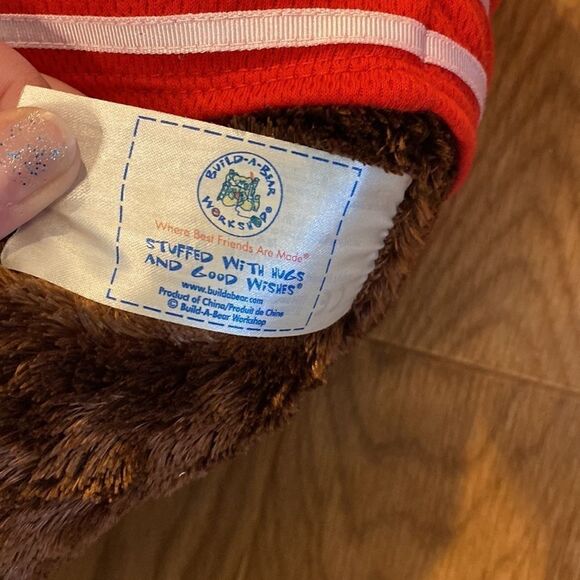 BUILD-A-BEAR
WORKSHOP®
Where Best Friends Are Made®
STUFFED WITH HUGS
AND GOOD WISHES®
www.buildabear.com
Product of China/Produit de Chine
© Build-A-Bear Workshop